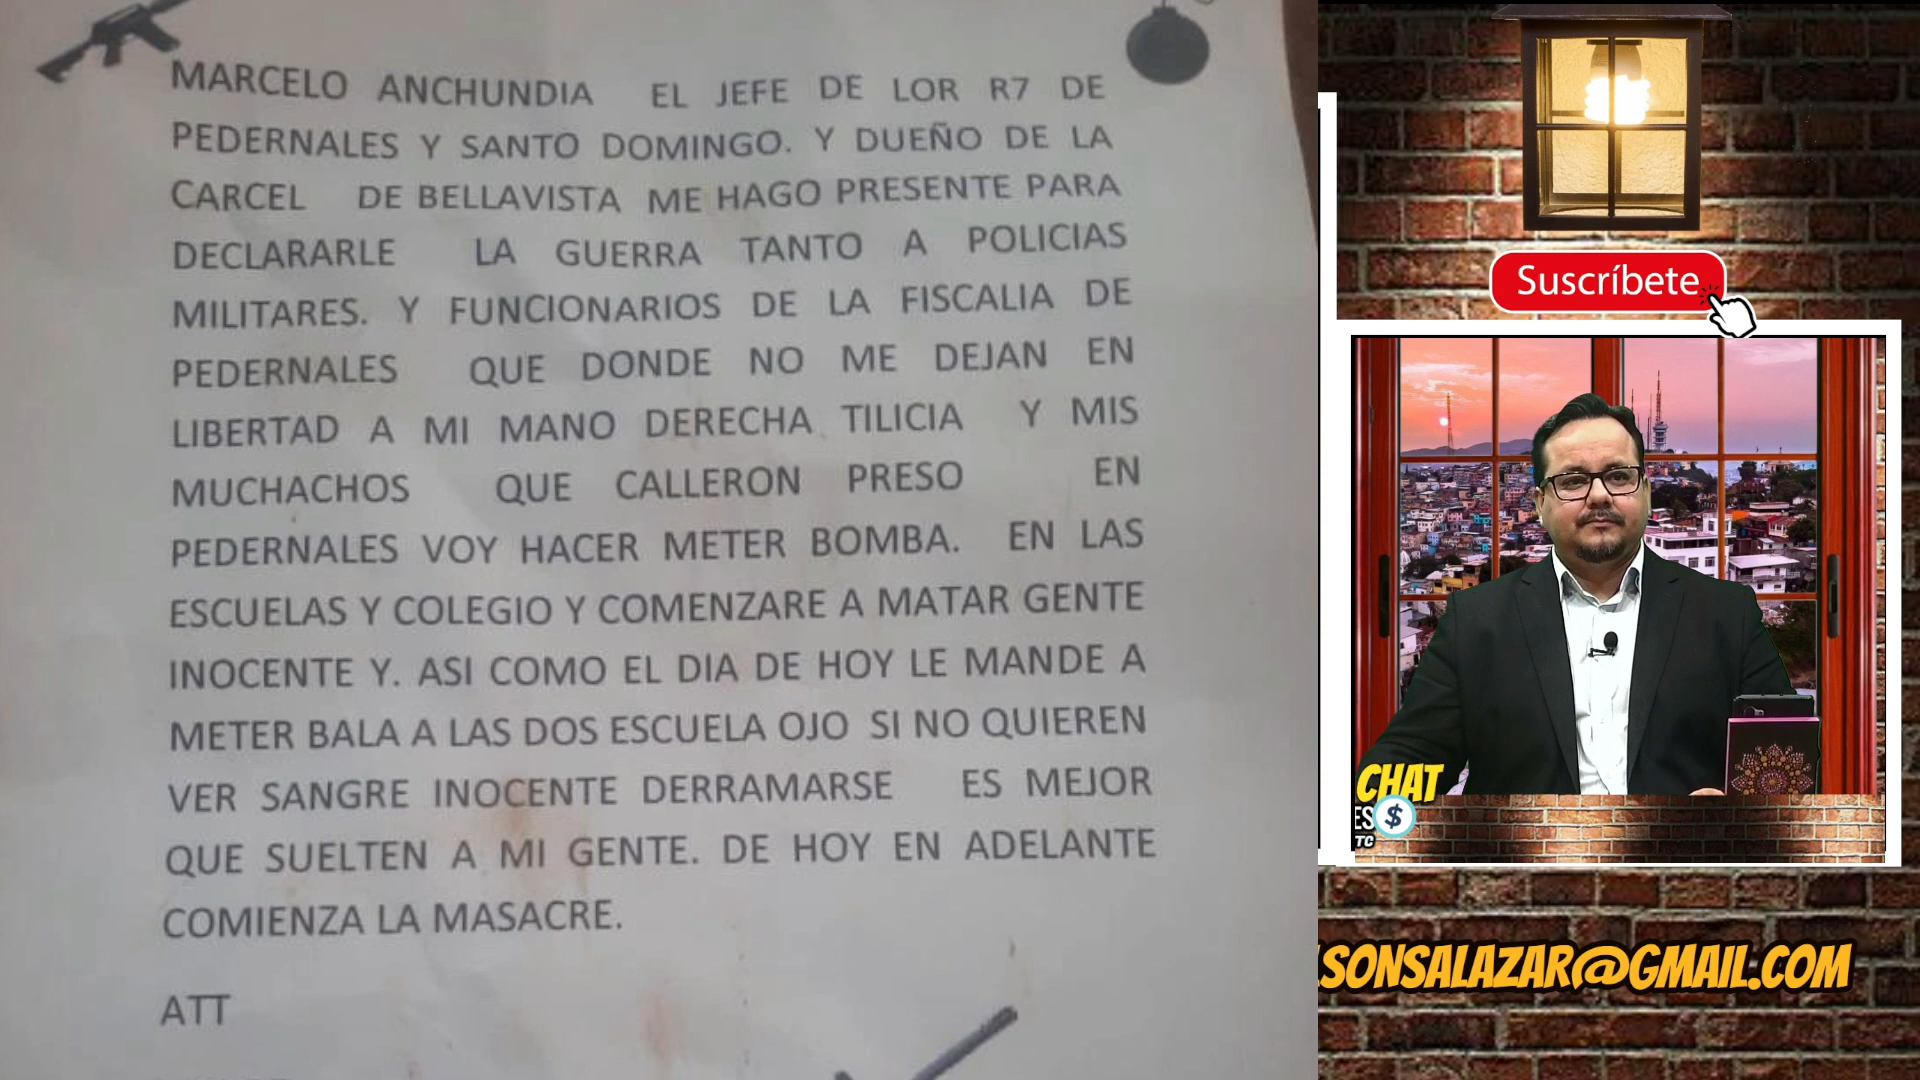 MARCELO ANCHUNDIA EL JEFE DE LOR R7 DE
PEDERNALES Y SANTO DOMINGO. Y DUEÑO DE LA
CARCEL DE BELLAVISTA ME HAGO PRESENTE PARA
DECLARARLE LA GUERRA TANTO A POLICIAS
MILITARES. Y FUNCIONARIOS DE LA FISCALIA DE
PEDERNALES QUE DONDE NO ME DEJAN EN
LIBERTAD A MI MANO DERECHA TILICIA Y MIS
MUCHACHOS QUE CALLERON PRESO EN
PEDERNALES VOY HACER METER BOMBA. EN LAS
ESCUELAS Y COLEGIO Y COMENZARE A MATAR GENTE
INOCENTE Y. ASI COMO EL DIA DE HOY LE MANDE A
METER BALA A LAS DOS ESCUELA OJO SI NO QUIEREN
VER SANGRE INOCENTE DERRAMARSE ES MEJOR
QUE SUELTEN A MI GENTE. DE HOY EN ADELANTE
COMIENZA LA MASACRE.
ATT
Suscríbete
CHAT
ES $
TC
SONSALAZAR@GMAIL.COM